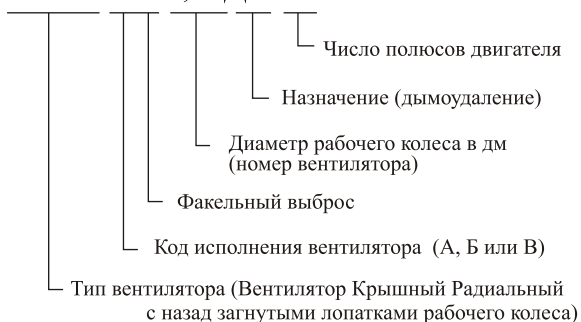 Число полюсов двигателя
Назначение (дымоудаление)
Диаметр рабочего колеса в дм
(номер вентилятора)
Факельный выброс
Код исполнения вентилятора (А, Б или В)
Тип вентилятора (Вентилятор Крышный Радиальный
с назад загнутыми лопатками рабочего колеса)